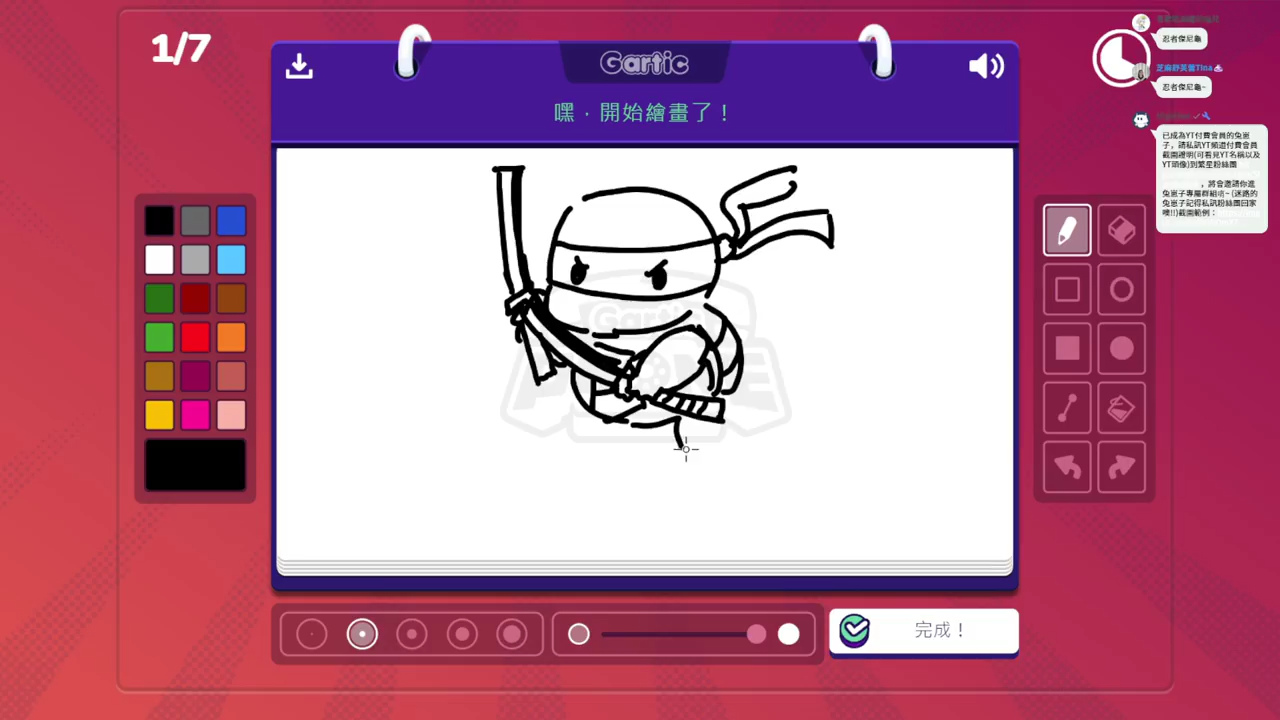 1/7
Gartic
嘿，開始繪畫了！
Gartic
忍者傑尼龜
芝麻舒芙蕾Tina
忍者傑尼龜~
已成為YT付費會員的兔崽
子，請私訊YT頻道付費會員
截圖證明(可看見YT名稱以及
YT頭像)到繁星粉絲團
，將會邀請你進
兔崽子專屬群組唷~ (迷路的
兔崽子記得私訊粉絲團回家
噢!!)截圖範例：
完成！